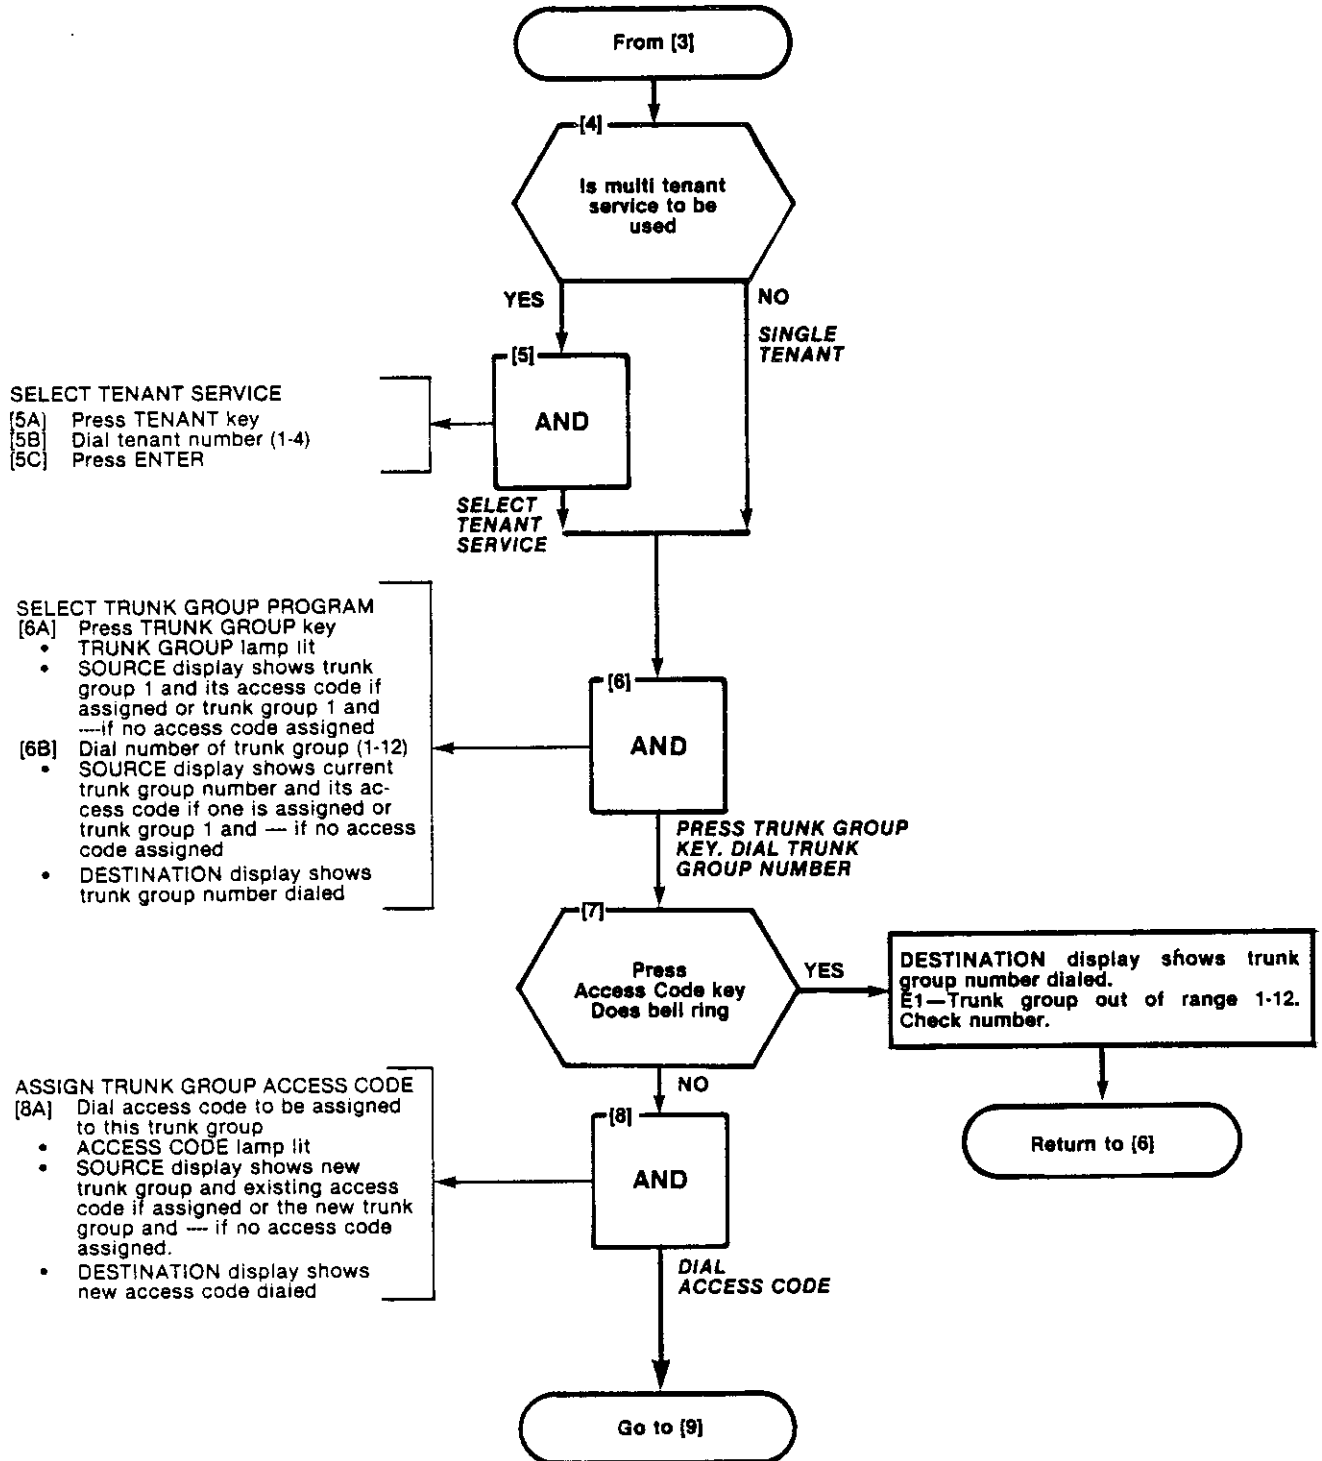 From [3]
[4]
Is multi tenant
service to be
used
YES
NO
SINGLE
TENANT
[5]
AND
SELECT TENANT SERVICE
[5A] Press TENANT key
[5B] Dial tenant number (1-4)
[5C] Press ENTER
SELECT
TENANT
SERVICE
SELECT TRUNK GROUP PROGRAM
[6A] Press TRUNK GROUP key
• TRUNK GROUP lamp lit
• SOURCE display shows trunk
group 1 and its access code if
assigned or trunk group 1 and
----if no access code assigned
[6B] Dial number of trunk group (1-12)
• SOURCE display shows current
trunk group number and its ac-
cess code if one is assigned or
trunk group 1 and --- if no access
code assigned
• DESTINATION display shows
trunk group number dialed
[6]
AND
PRESS TRUNK GROUP
KEY. DIAL TRUNK
GROUP NUMBER
[7]
Press
Access Code key
Does bell ring
YES
DESTINATION display shows trunk
group number dialed.
E1—Trunk group out of range 1-12.
Check number.
Return to [6]
NO
ASSIGN TRUNK GROUP ACCESS CODE
[8A] Dial access code to be assigned
to this trunk group
• ACCESS CODE lamp lit
• SOURCE display shows new
trunk group and existing access
code if assigned or the new trunk
group and ---- if no access code
assigned.
• DESTINATION display shows
new access code dialed
[8]
AND
DIAL
ACCESS CODE
Go to [9]